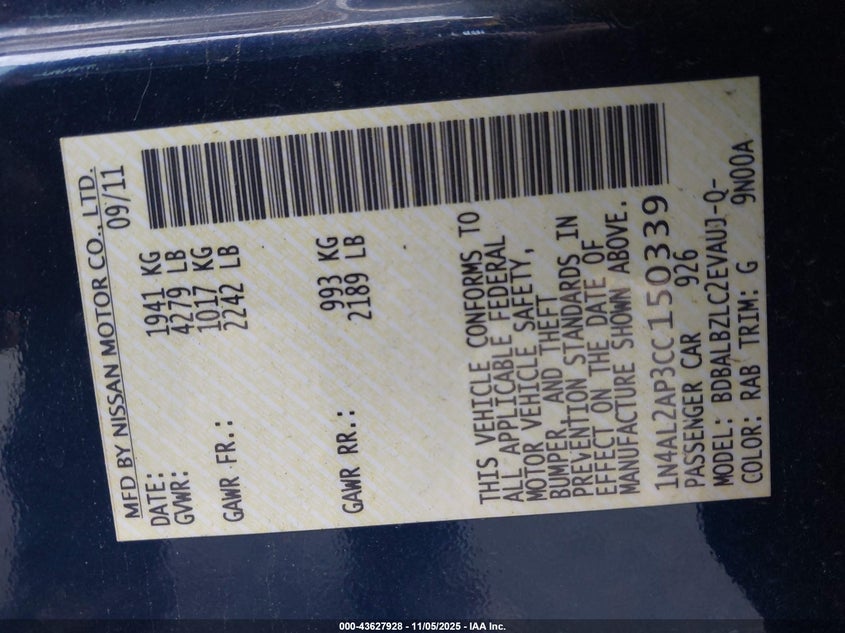 MFD BY NISSAN MOTOR CO., LTD.
DATE: 09/11
GVWR: 1941 KG
4279 LB
GAWR FR.: 1017 KG
2242 LB
GAWR RR.: 993 KG
2189 LB
THIS VEHICLE CONFORMS TO
ALL APPLICABLE FEDERAL
MOTOR VEHICLE SAFETY,
BUMPER, AND THEFT
PREVENTION STANDARDS IN
EFFECT ON THE DATE OF
MANUFACTURE SHOWN ABOVE.
1N4AL2AP3CC150339
PASSENGER CAR 926
MODEL: BDBALBZLC2EVAUJ-Q-
COLOR: RAB TRIM: G 9N00A
000-43627928 - 11/05/2025 - IAA Inc.